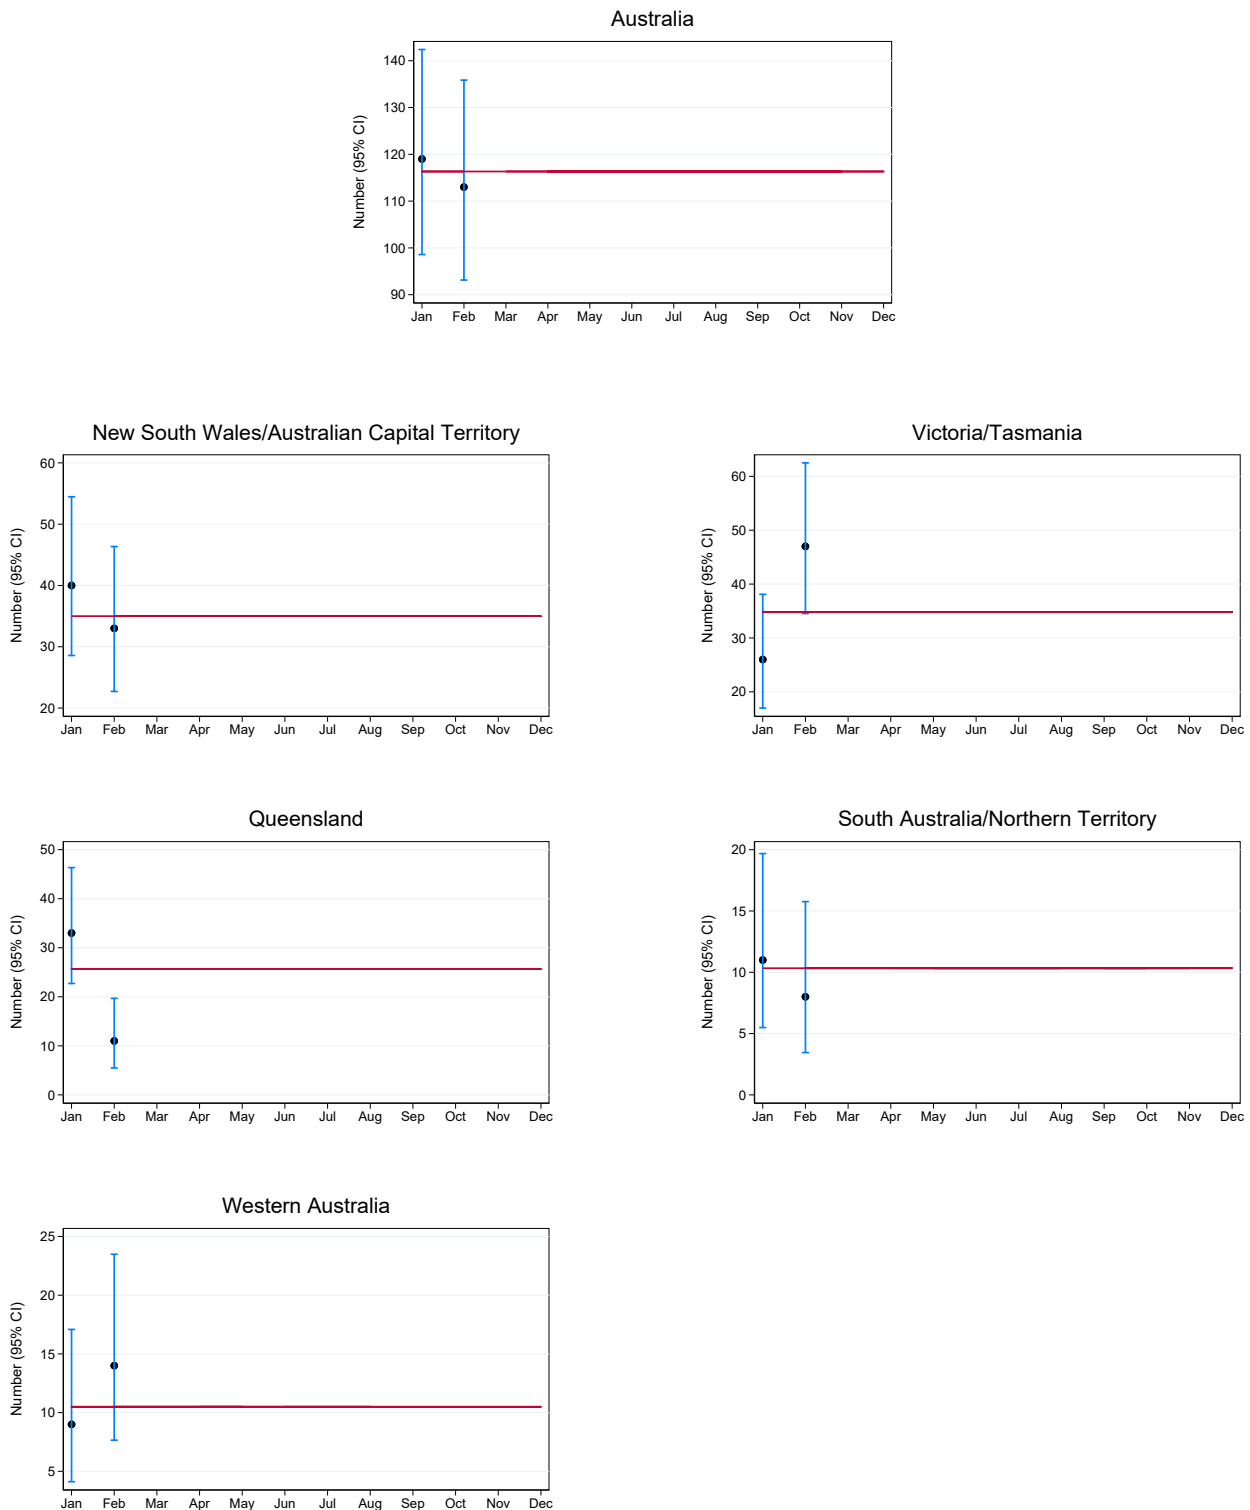 Australia
Number (95% CI)
140
130
120
110
100
90
Jan Feb Mar Apr May Jun Jul Aug Sep Oct Nov Dec
New South Wales/Australian Capital Territory
Number (95% CI)
60
50
40
30
20
Jan Feb Mar Apr May Jun Jul Aug Sep Oct Nov Dec
Victoria/Tasmania
Number (95% CI)
60
50
40
30
20
Jan Feb Mar Apr May Jun Jul Aug Sep Oct Nov Dec
Queensland
Number (95% CI)
50
40
30
20
10
0
Jan Feb Mar Apr May Jun Jul Aug Sep Oct Nov Dec
South Australia/Northern Territory
Number (95% CI)
20
15
10
5
0
Jan Feb Mar Apr May Jun Jul Aug Sep Oct Nov Dec
Western Australia
Number (95% CI)
25
20
15
10
5
Jan Feb Mar Apr May Jun Jul Aug Sep Oct Nov Dec